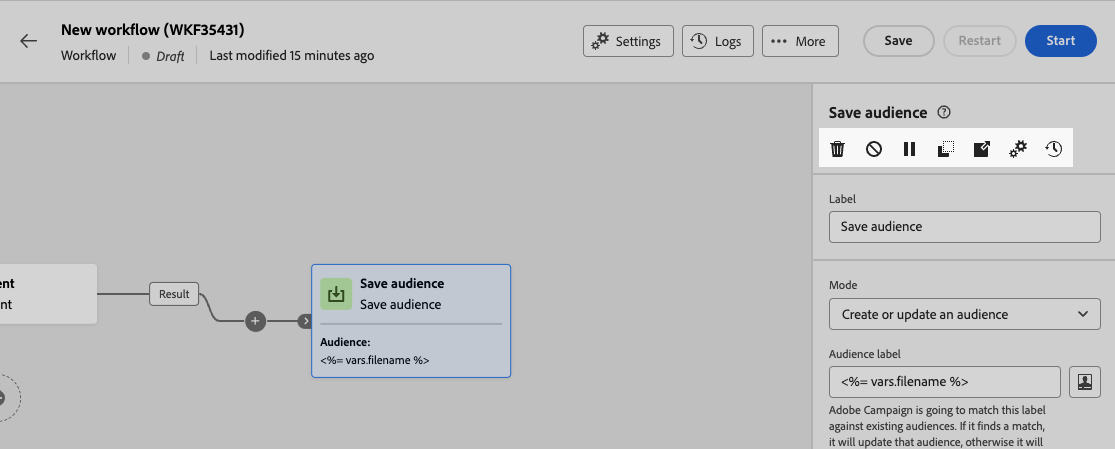 New workflow (WKF35431)
Workflow
Draft
Last modified 15 minutes ago
Settings
Logs
More
Save
Restart
Start
ent
nt
Result
Save audience
Save audience
Audience:
<%= vars.filename %>
Save audience
Label
Save audience
Mode
Create or update an audience
Audience label
<%= vars.filename %>
Adobe Campaign is going to match this label
against existing audiences. If it finds a match,
it will update that audience, otherwise it will